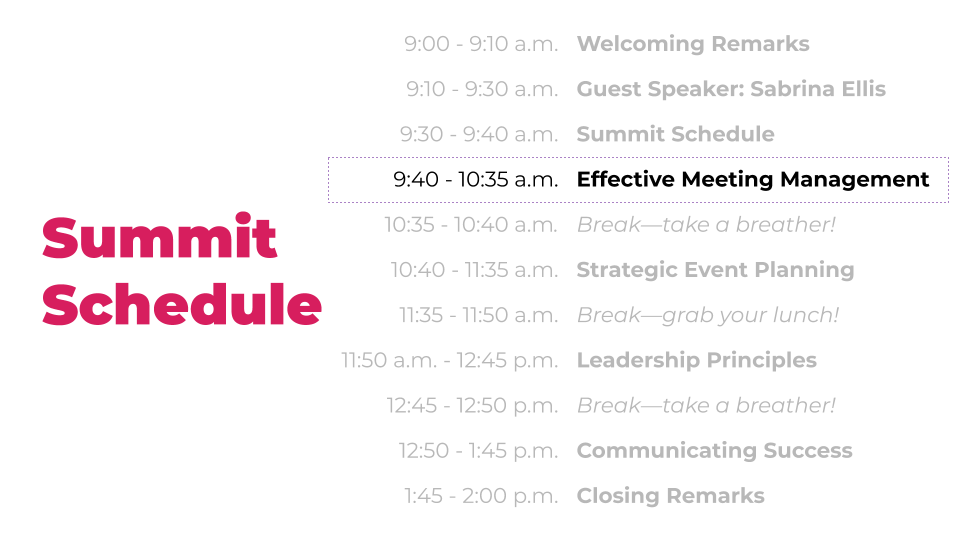 Summit
Schedule
9:00 - 9:10 a.m. Welcoming Remarks
9:10 - 9:30 a.m. Guest Speaker: Sabrina Ellis
9:30 - 9:40 a.m. Summit Schedule
9:40 - 10:35 a.m. Effective Meeting Management
10:35 - 10:40 a.m. Break—take a breather!
10:40 - 11:35 a.m. Strategic Event Planning
11:35 - 11:50 a.m. Break—grab your lunch!
11:50 a.m. - 12:45 p.m. Leadership Principles
12:45 - 12:50 p.m. Break—take a breather!
12:50 - 1:45 p.m. Communicating Success
1:45 - 2:00 p.m. Closing Remarks